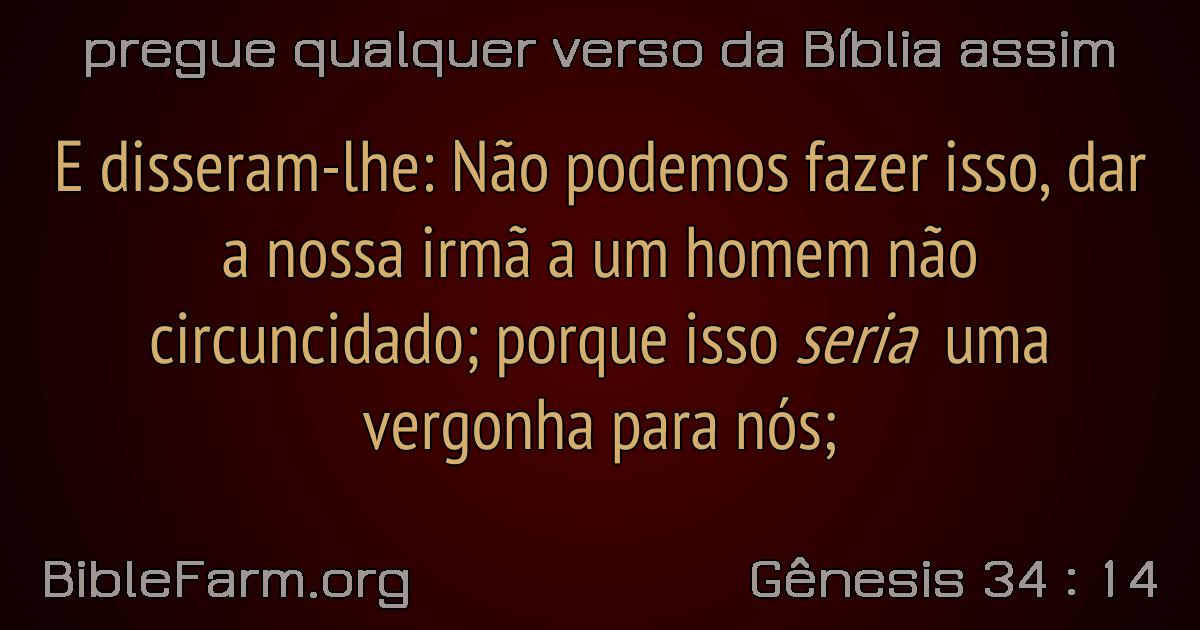 pregue qualquer verso da Bíblia assim
E disseram-lhe: Não podemos fazer isso, dar
a nossa irmã a um homem não
circuncidado; porque isso seria uma
vergonha para nós;
BibleFarm.org
Gênesis 34 : 14